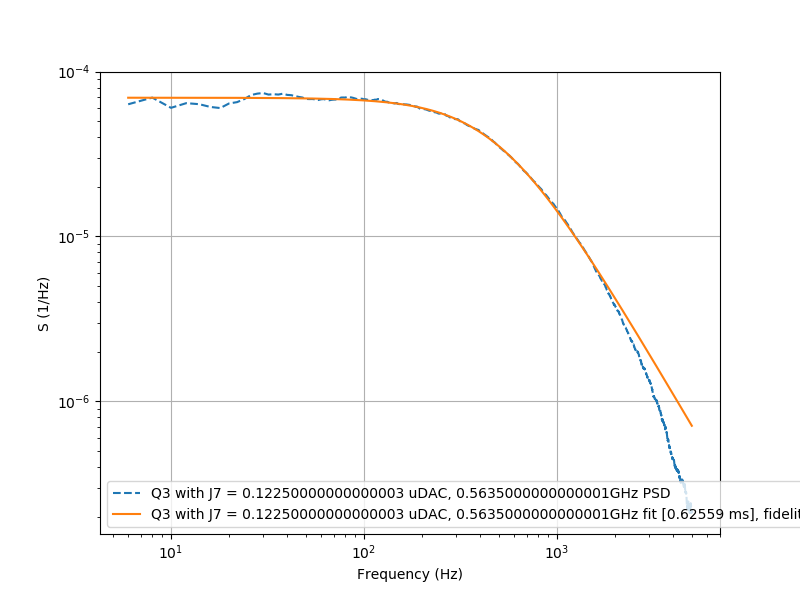 10⁻⁴
10⁻⁵
10⁻⁶
S (1/Hz)
Q3 with J7 = 0.12250000000000003 uDAC, 0.5635000000000001GHz PSD
Q3 with J7 = 0.12250000000000003 uDAC, 0.5635000000000001GHz fit [0.62559 ms], fidelit
10¹ 10² 10³
Frequency (Hz)